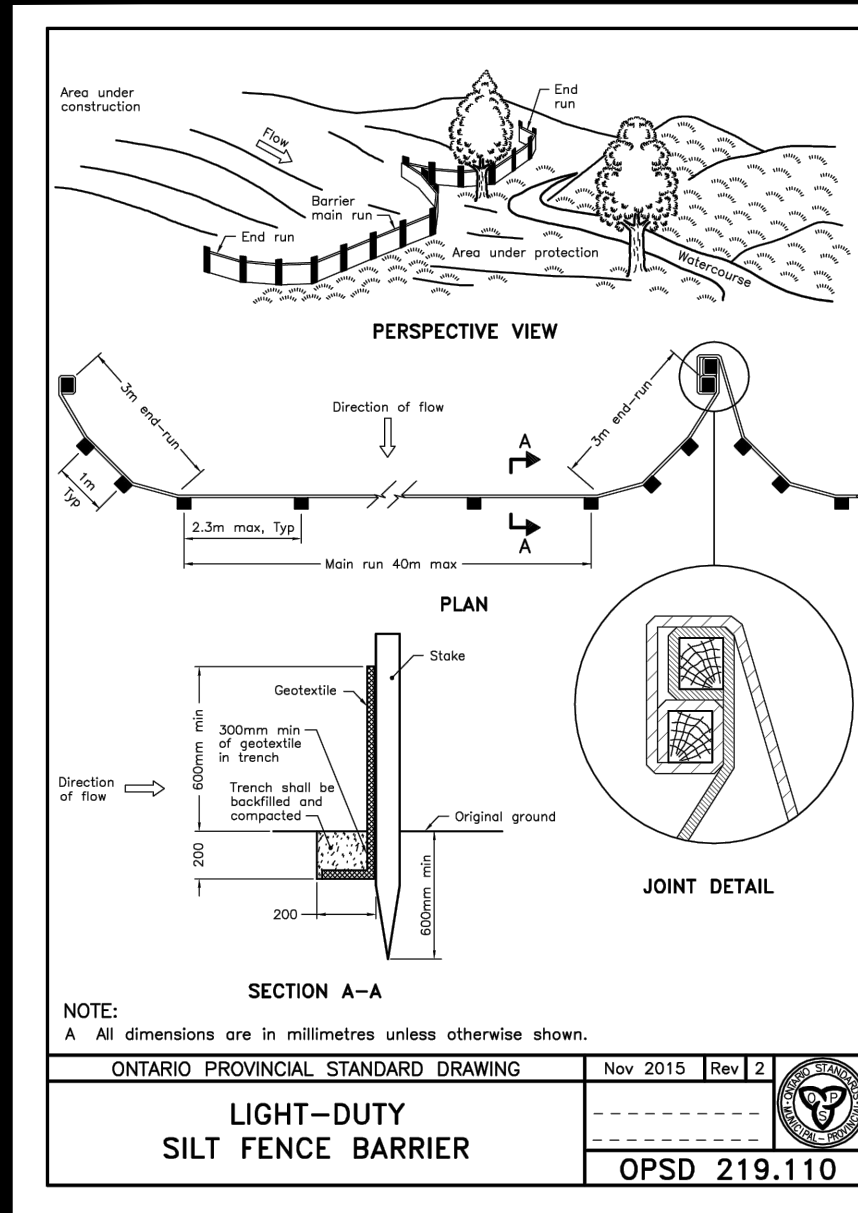 Area under
construction
Flow
End
run
Barrier
main run
End run
Area under protection
Watercourse
PERSPECTIVE VIEW
3m end-run
Direction of flow
3m end-run
A
1m
Typ
2.3m max, Typ
A
Main run 40m max
PLAN
Stake
Geotextile
600mm min
300mm min
of geotextile
in trench
Direction
of flow
Trench shall be
backfilled and
compacted
Original ground
200
600mm min
200
JOINT DETAIL
SECTION A-A
NOTE:
A All dimensions are in millimetres unless otherwise shown.
ONTARIO PROVINCIAL STANDARD DRAWING
Nov 2015 Rev 2
LIGHT-DUTY
SILT FENCE BARRIER
ONTARIO STANDARDS
MUNICIPAL - PROVINCIAL
O P
S
OPSD 219.110